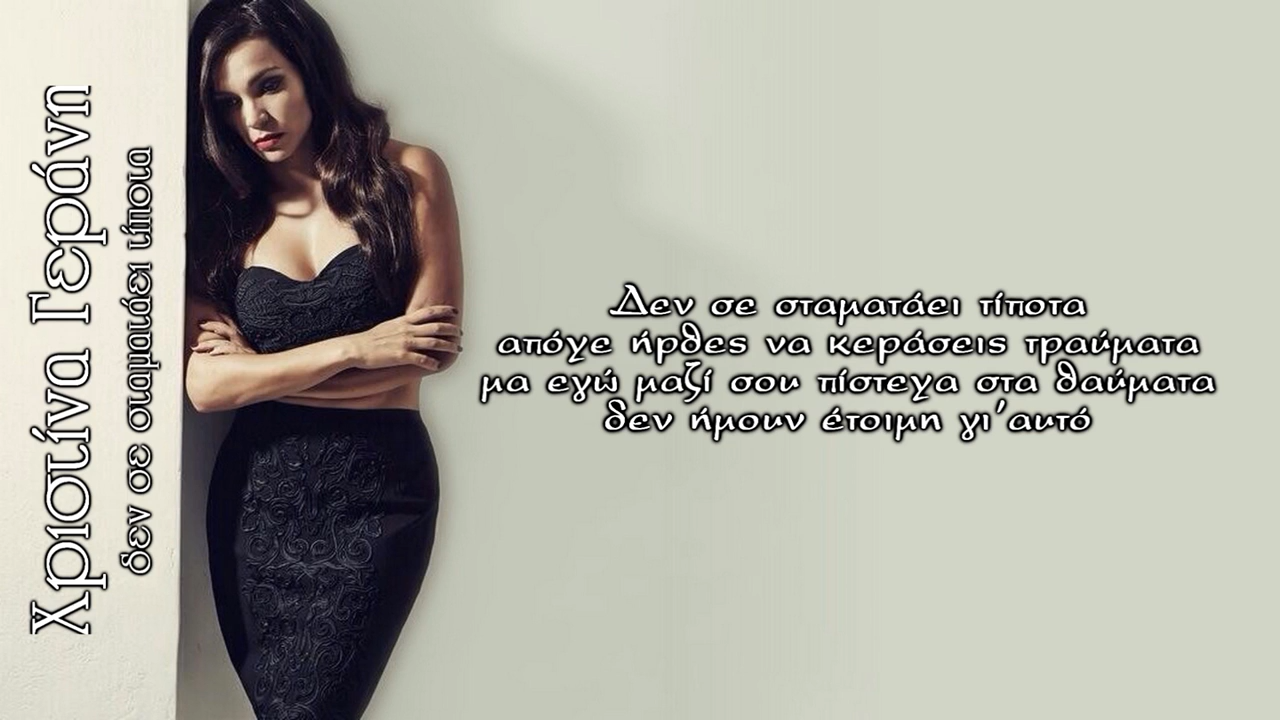 Χριστίνα Γεράνη
δεν σε σταματάει τίποτα
Δεν σε σταματάει τίποτα
απόψε ήρθες να κεράσεις τραύματα
μα εγώ μαζί σου πίστεψα στα θαύματα
δεν ήμουν έτοιμη γι'αυτό